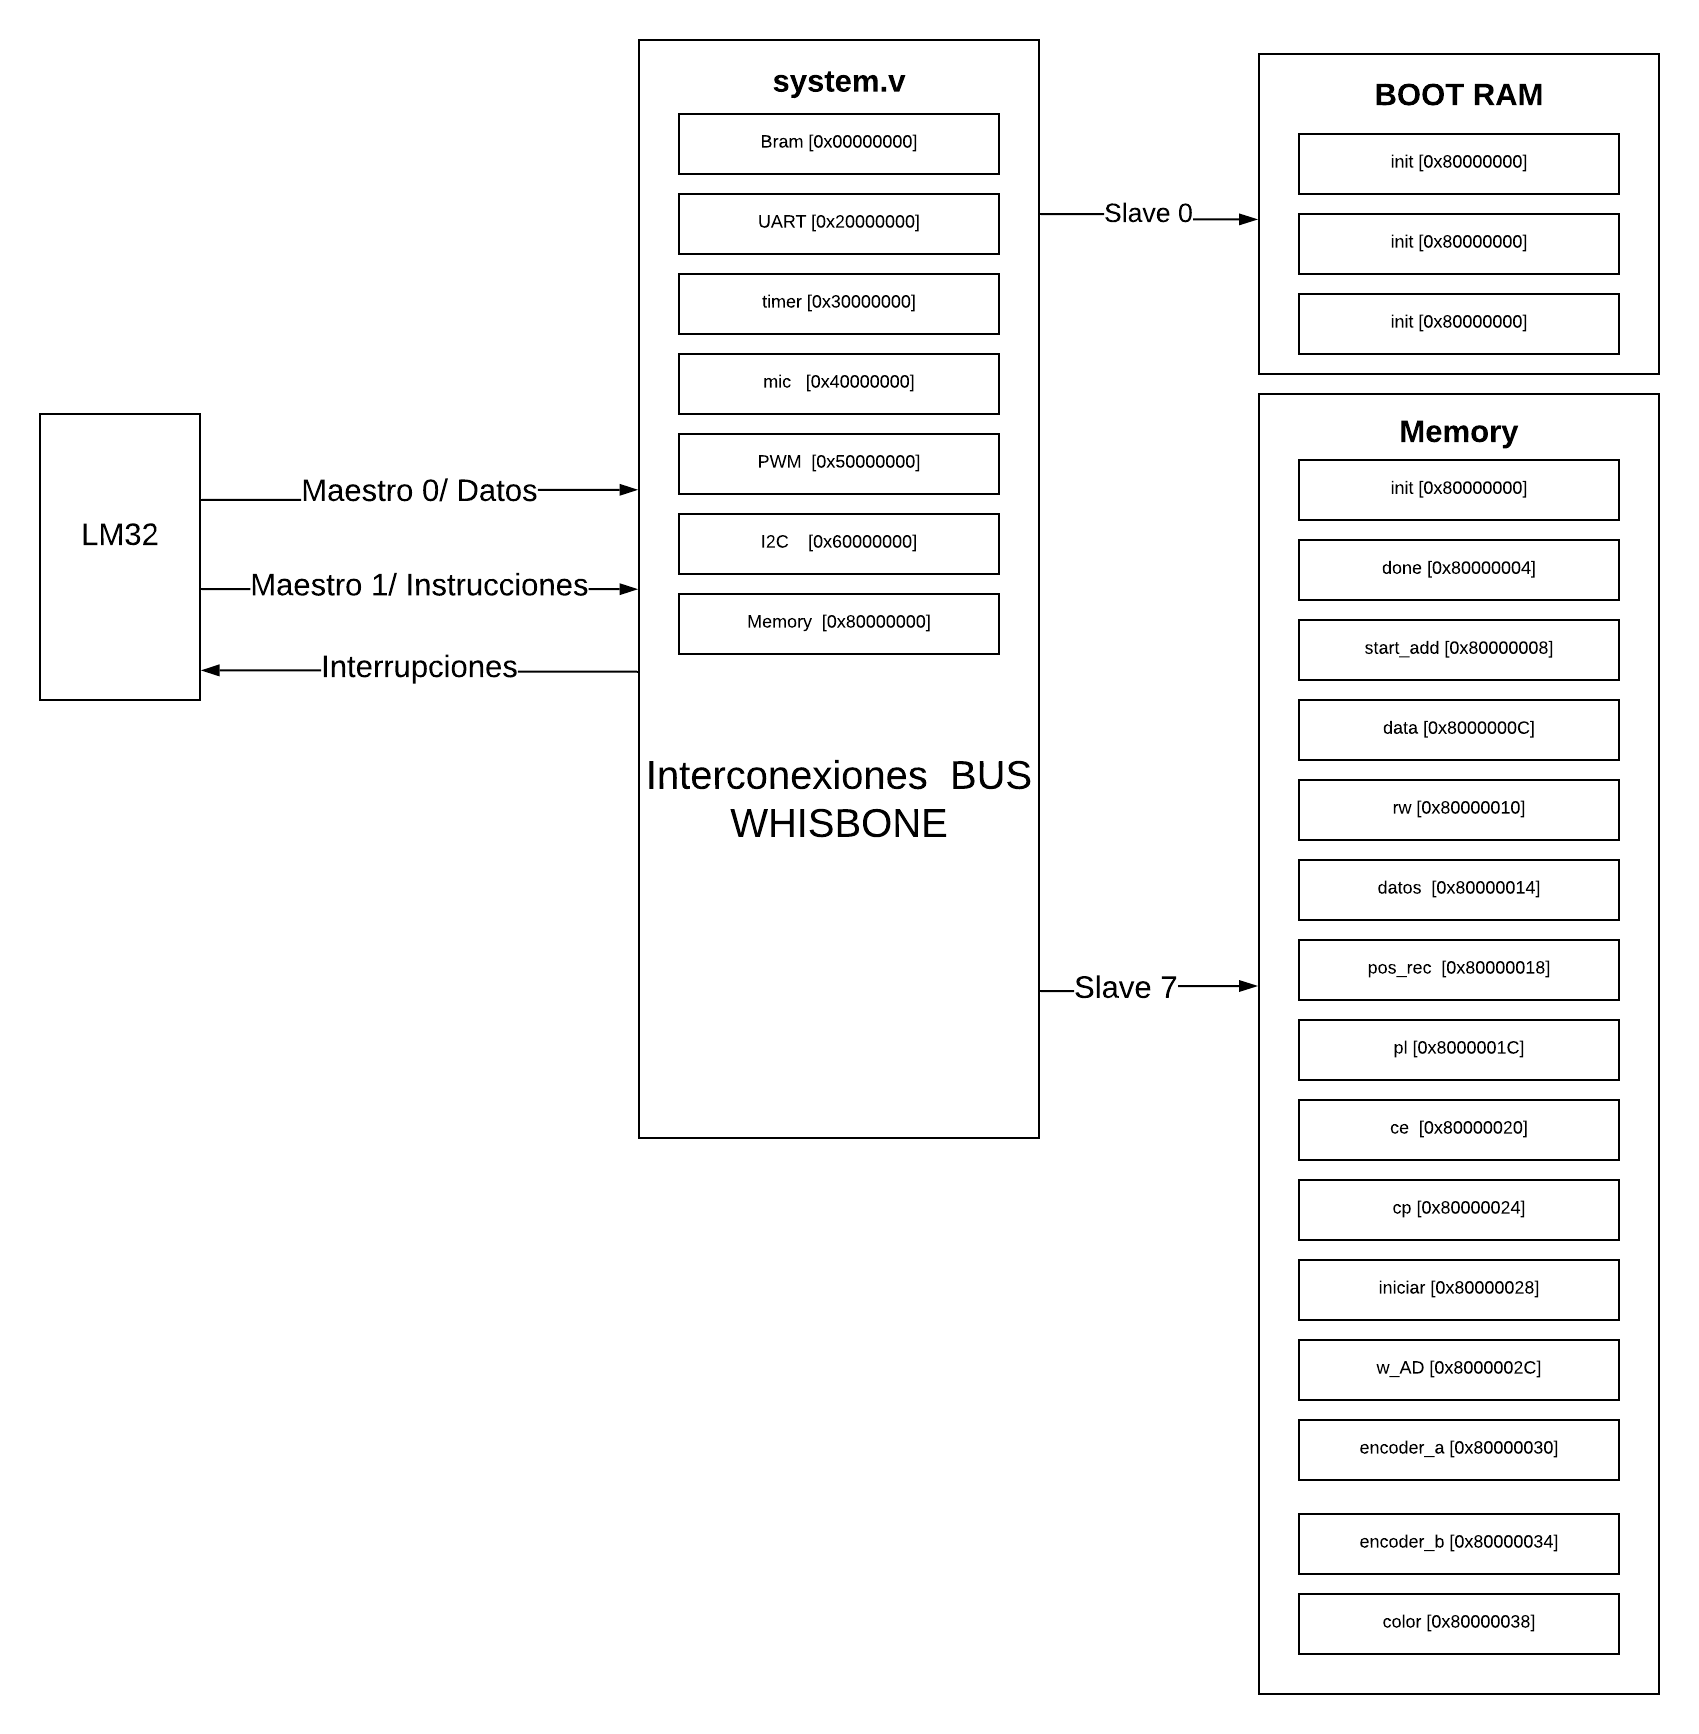 LM32
Maestro 0/ Datos
Maestro 1/ Instrucciones
Interrupciones
system.v
Bram [0x00000000]
UART [0x20000000]
timer [0x30000000]
mic [0x40000000]
PWM [0x50000000]
I2C [0x60000000]
Memory [0x80000000]
Interconexiones BUS
WHISBONE
Slave 0
Slave 7
BOOT RAM
init [0x80000000]
init [0x80000000]
init [0x80000000]
Memory
init [0x80000000]
done [0x80000004]
start_add [0x80000008]
data [0x8000000C]
rw [0x80000010]
datos [0x80000014]
pos_rec [0x80000018]
pl [0x8000001C]
ce [0x80000020]
cp [0x80000024]
iniciar [0x80000028]
w_AD [0x8000002C]
encoder_a [0x80000030]
encoder_b [0x80000034]
color [0x80000038]